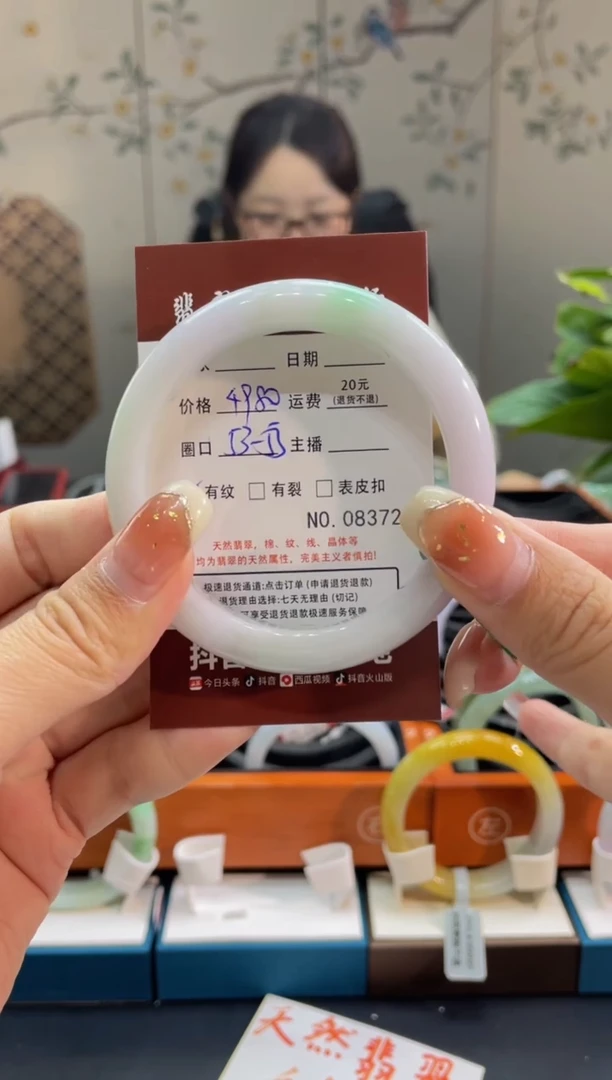 翡
日期
价格 4980 运费 20元 (退货不退)
圈口 主播
有纹 □ 有裂 □ 表皮扣
NO. 08372
天然翡翠，棉、纹、线、晶体等
均为翡翠的天然属性，完美主义者慎拍!
极速退货通道:点击订单 (申请退货退款)
退货理由选择:七天无理由 (切记)
可享受退货退款极速服务保障
抖音
今日头条 抖音 西瓜视频 抖音火山版
天然翡翠